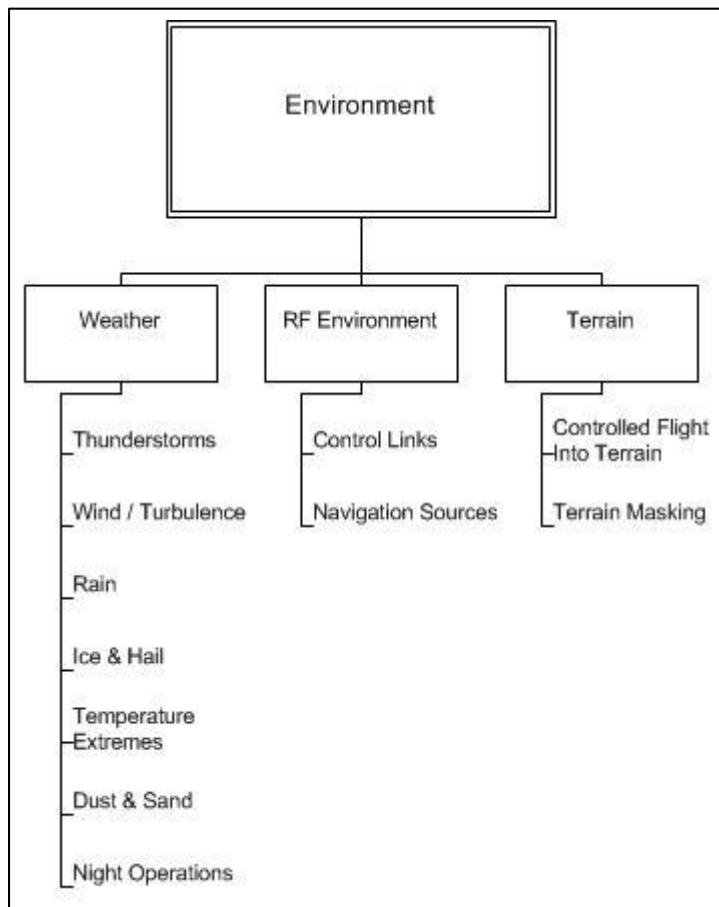 Environment
Weather
RF Environment
Terrain
Thunderstorms
Wind / Turbulence
Rain
Ice & Hail
Temperature
Extremes
Dust & Sand
Night Operations
Control Links
Navigation Sources
Controlled Flight
Into Terrain
Terrain Masking